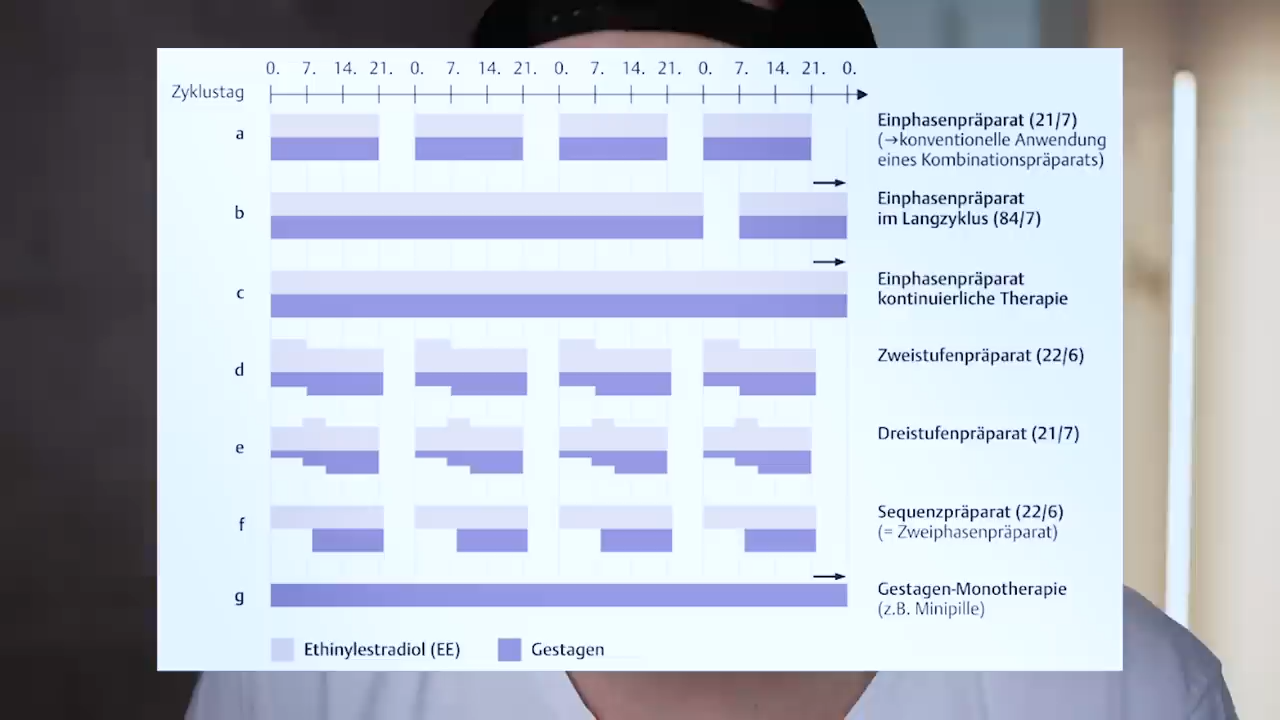 0. 7. 14. 21. 0. 7. 14. 21. 0. 7. 14. 21. 0. 7. 14. 21. 0.
Zyklustag
a
Einphasenpräparat (21/7)
(→konventionelle Anwendung
eines Kombinationspräparats)
b
Einphasenpräparat
im Langzyklus (84/7)
c
Einphasenpräparat
kontinuierliche Therapie
d
Zweistufenpräparat (22/6)
e
Dreistufenpräparat (21/7)
f
Sequenzpräparat (22/6)
(= Zweiphasenpräparat)
g
Gestagen-Monotherapie
(z.B. Minipille)
Ethinylestradiol (EE) Gestagen